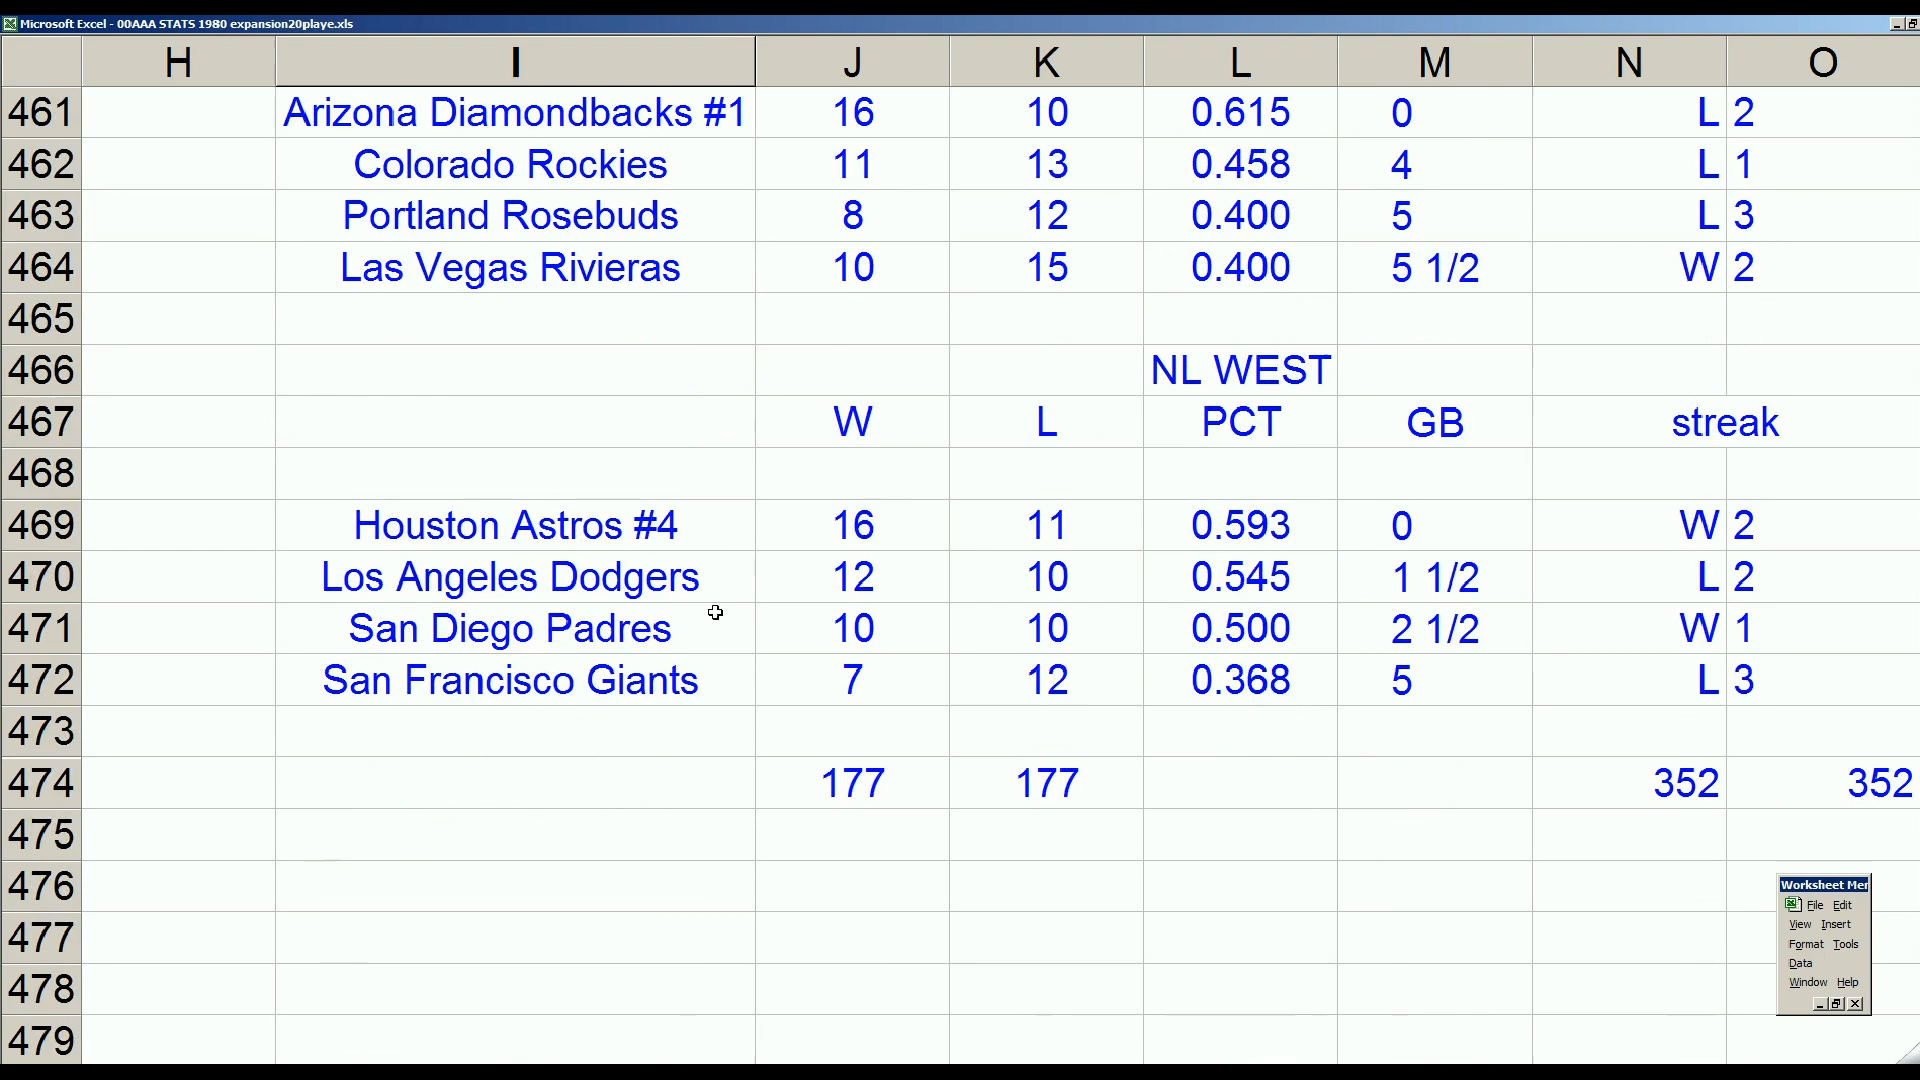 Microsoft Excel - 00AAA STATS 1980 expansion20playe.xls
H I J K L M N O
461 Arizona Diamondbacks #1 16 10 0.615 0 L 2
462 Colorado Rockies 11 13 0.458 4 L 1
463 Portland Rosebuds 8 12 0.400 5 L 3
464 Las Vegas Rivieras 10 15 0.400 5 1/2 W 2
465
466 NL WEST
467 W L PCT GB streak
468
469 Houston Astros #4 16 11 0.593 0 W 2
470 Los Angeles Dodgers 12 10 0.545 1 1/2 L 2
471 San Diego Padres 10 10 0.500 2 1/2 W 1
472 San Francisco Giants 7 12 0.368 5 L 3
473
474 177 177 352 352
475
476
477
478
479
Worksheet Mer
File Edit
View Insert
Format Tools
Data
Window Help